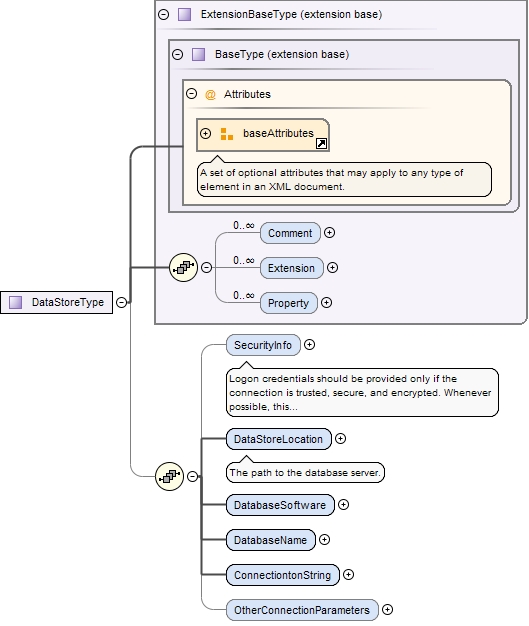 ExtensionBaseType (extension base)
BaseType (extension base)
@ Attributes
baseAttributes
A set of optional attributes that may apply to any type of
element in an XML document.
0..∞ Comment
0..∞ Extension
0..∞ Property
DataStoreType
SecurityInfo
Logon credentials should be provided only if the
connection is trusted, secure, and encrypted. Whenever
possible, this...
DataStoreLocation
The path to the database server.
DatabaseSoftware
DatabaseName
ConnectiontonString
OtherConnectionParameters